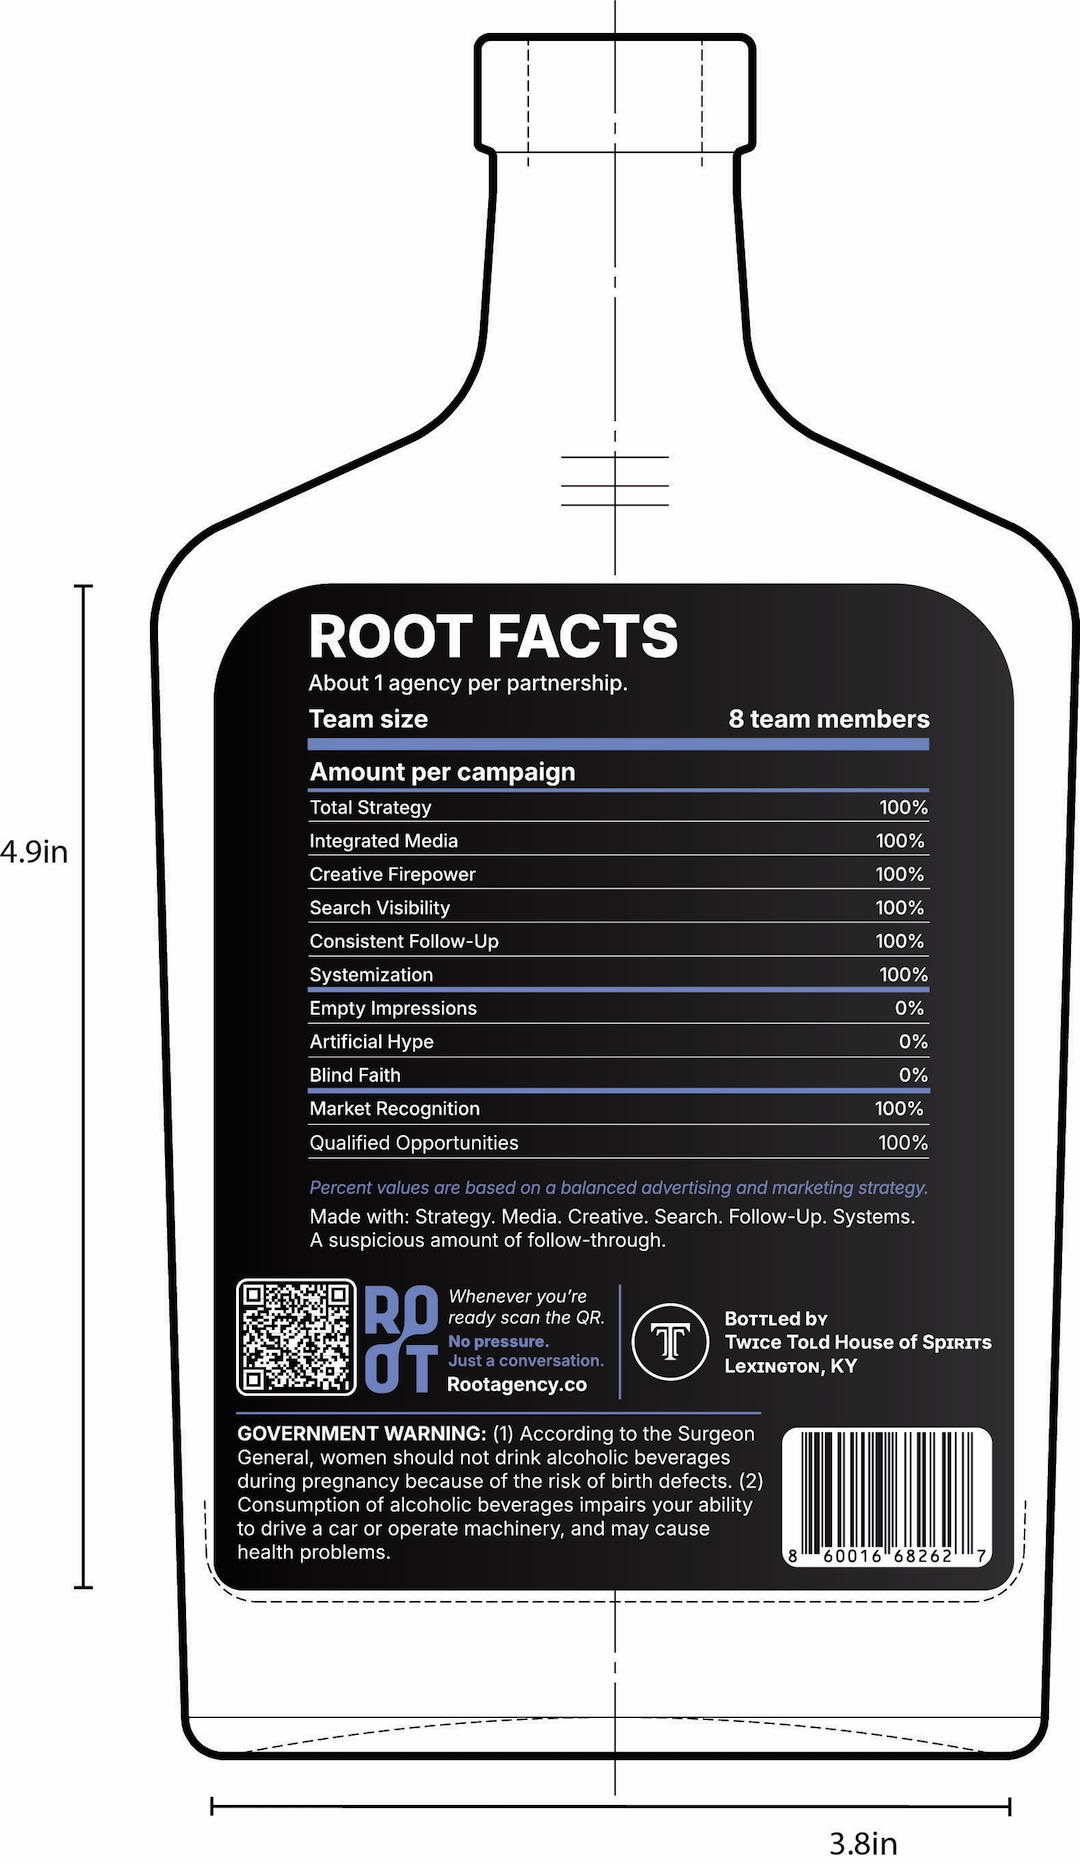 ROOT FACTS
About 1 agency per partnership.
Team size 8 team members
Amount per campaign
Total Strategy 100%
Integrated Media 100%
Creative Firepower 100%
Search Visibility 100%
Consistent Follow-Up 100%
Systemization 100%
Empty Impressions 0%
Artificial Hype 0%
Blind Faith 0%
Market Recognition 100%
Qualified Opportunities 100%
Percent values are based on a balanced advertising and marketing strategy.
Made with: Strategy. Media. Creative. Search. Follow-Up. Systems.
A suspicious amount of follow-through.
RO
OT
Whenever you're
ready scan the QR.
No pressure.
Just a conversation.
Rootagency.co
T
Bottled by
Twice Told House of Spirits
Lexington, KY
GOVERNMENT WARNING: (1) According to the Surgeon
General, women should not drink alcoholic beverages
during pregnancy because of the risk of birth defects. (2)
Consumption of alcoholic beverages impairs your ability
to drive a car or operate machinery, and may cause
health problems.
8 60016 68262 7
4.9in
3.8in